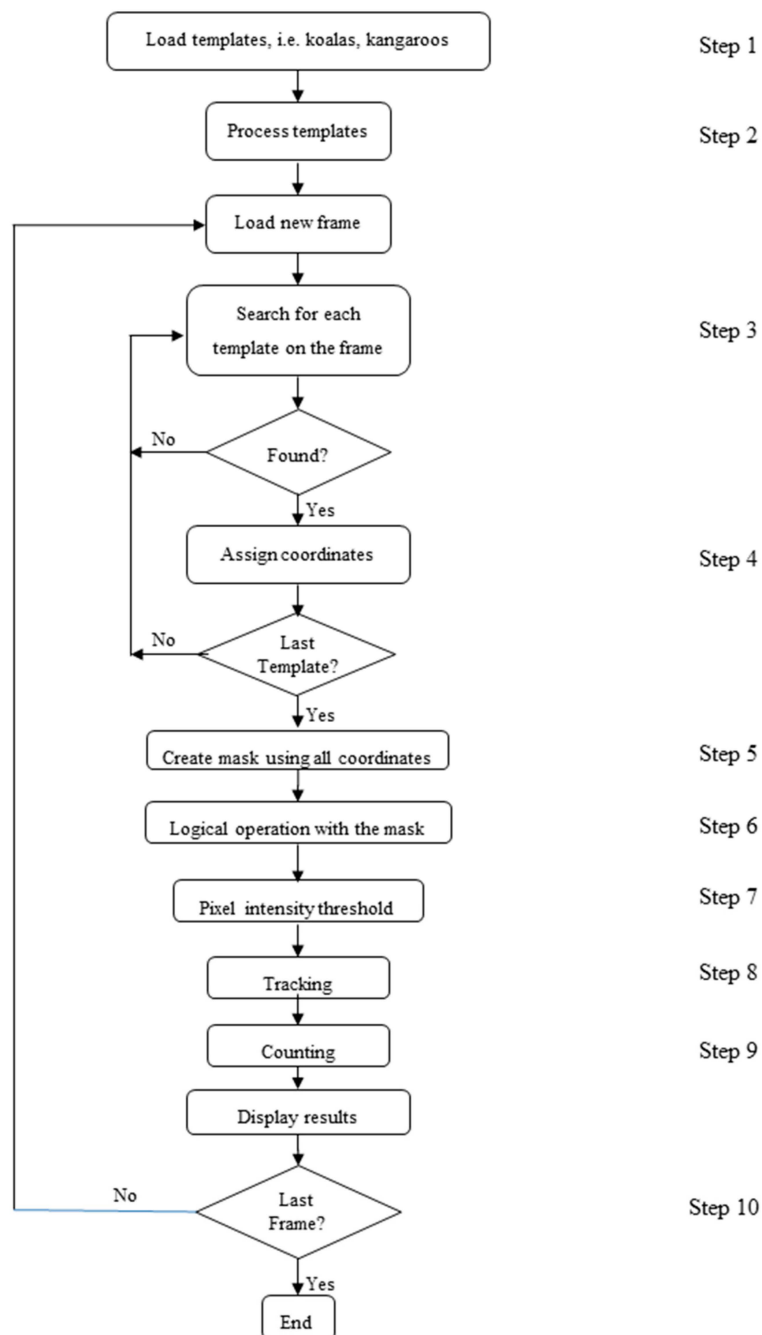 Load templates, i.e. koalas, kangaroos
Step 1
Process templates
Step 2
Load new frame
Search for each
template on the frame
Step 3
No
Found?
Yes
Assign coordinates
Step 4
No
Last
Template?
Yes
Create mask using all coordinates
Step 5
Logical operation with the mask
Step 6
Pixel intensity threshold
Step 7
Tracking
Step 8
Counting
Step 9
Display results
No
Last
Frame?
Step 10
Yes
End